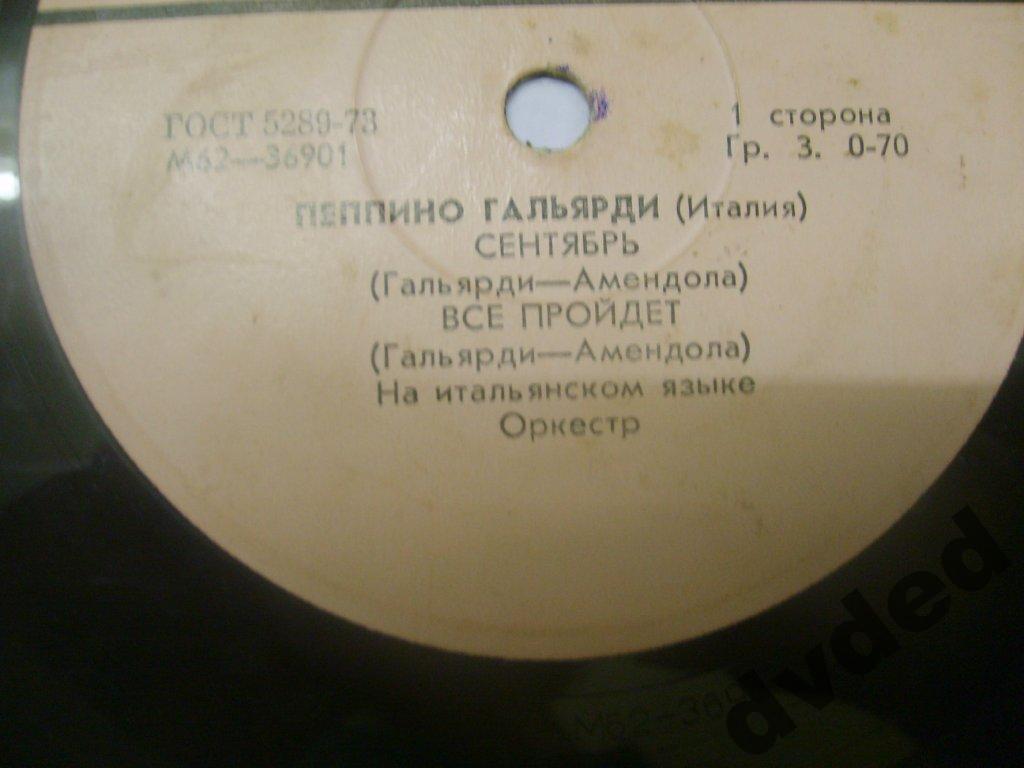 ГОСТ 5289-73
М62—36901
1 сторона
Гр. 3. 0-70
ПЕППИНО ГАЛЬЯРДИ (Италия)
СЕНТЯБРЬ
(Гальярди—Амендола)
ВСЕ ПРОЙДЕТ
(Гальярди—Амендола)
На итальянском языке
Оркестр
dvded